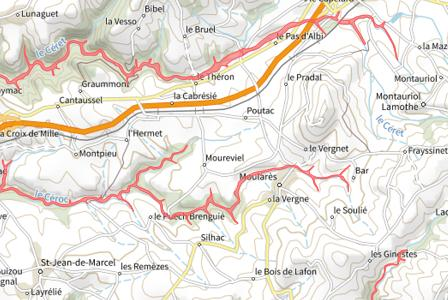 Lunaguet
Bibel
la Vesso
le Bruel
le Céret
le Pas d'Albi
le Théron
Graummont
la Cabrésié
le Pradal
Montauriol
Cantaussel
Montauriol
Lamothe
Poutac
la Croix de Mille
l'Hermet
le Céret
Montpieu
Moureviel
le Vergnet
Frayssinet
Moularès
Bar
le Céroc
la Vergne
le Puech Brenguié
le Soulié
Silhac
les Ginestes
St-Jean-de-Marcel
les Remèzes
le Bois de Lafon
Layrélié